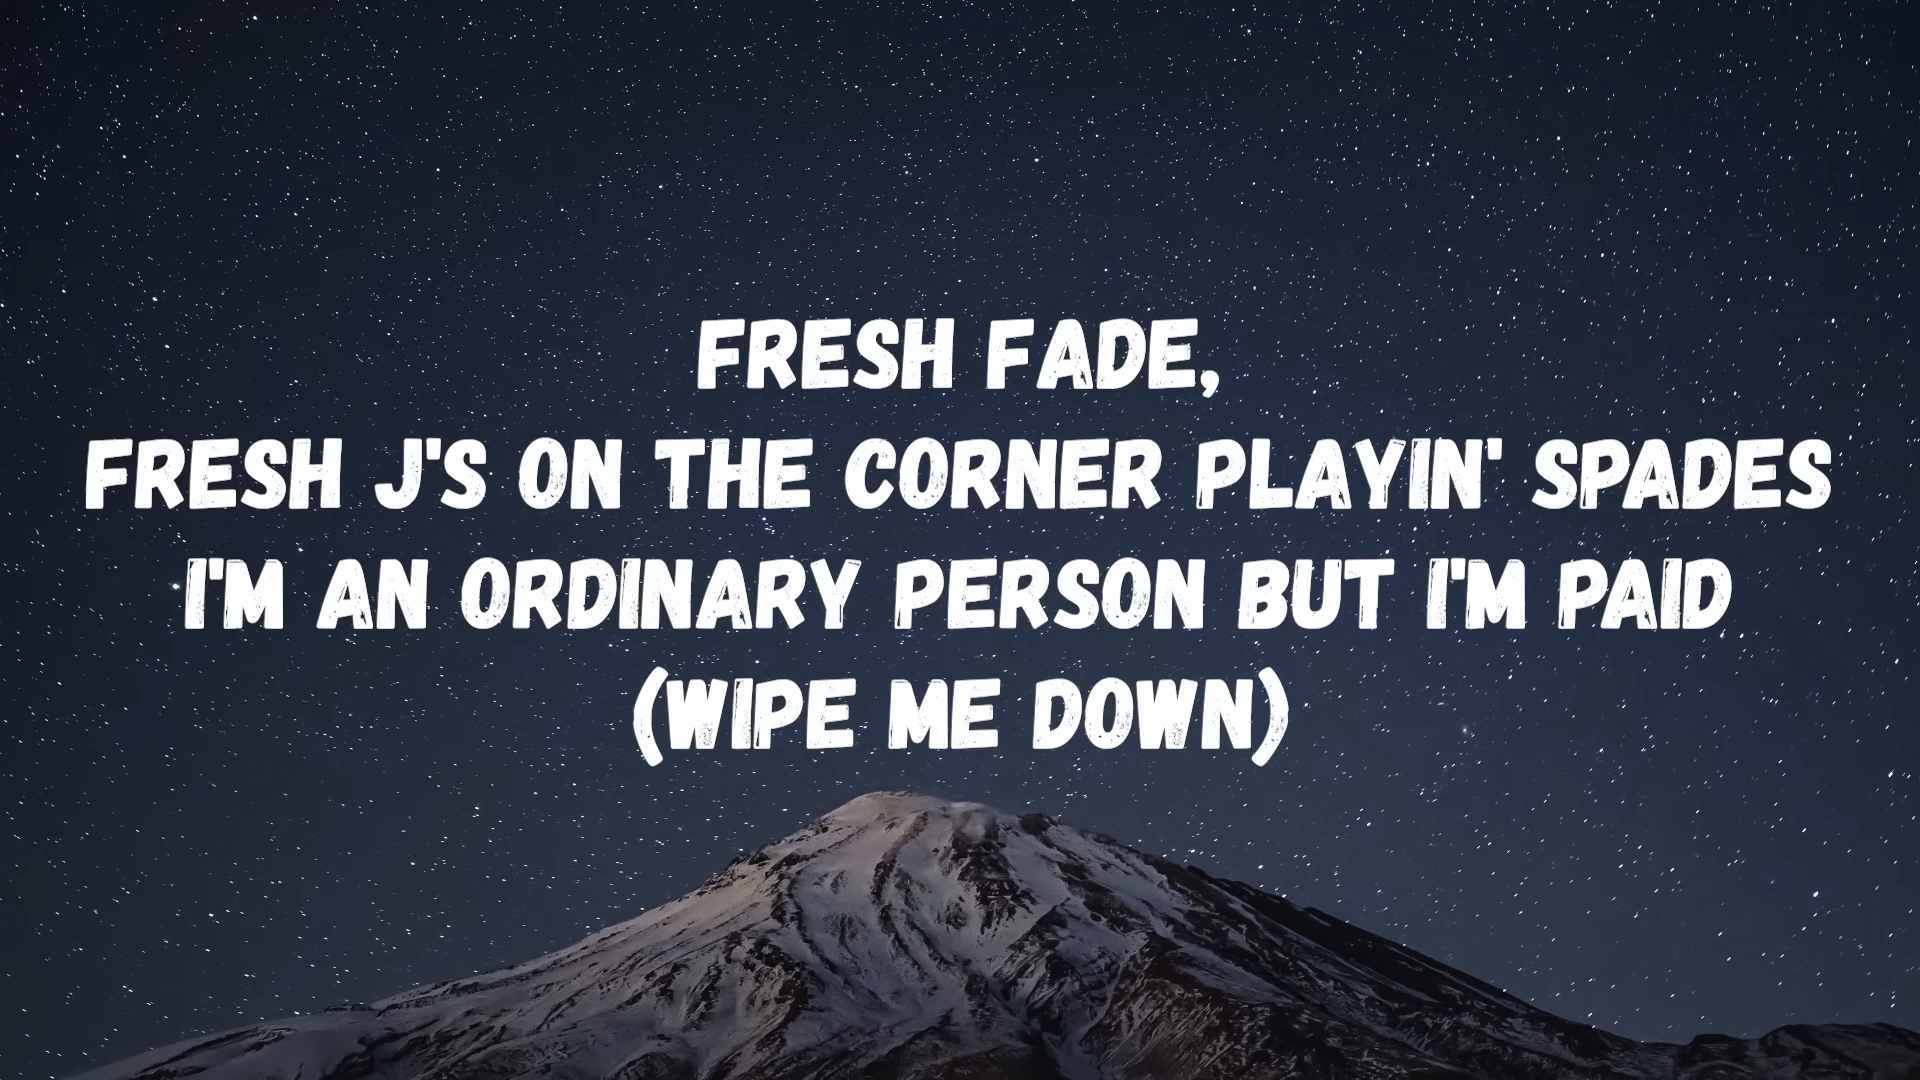 FRESH FADE,
FRESH J'S ON THE CORNER PLAYIN' SPADES
I'M AN ORDINARY PERSON BUT I'M PAID
(WIPE ME DOWN)